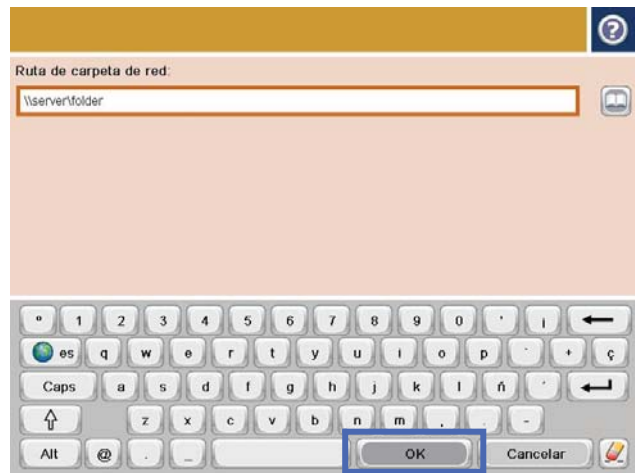 ?
Ruta de carpeta de red:
\\server\folder
º 1 2 3 4 5 6 7 8 9 0 ' ¡
es q w e r t y u i o p ` + ç
Caps a s d f g h j k l ñ ´
z x c v b n m , . -
Alt @ . _ OK Cancelar